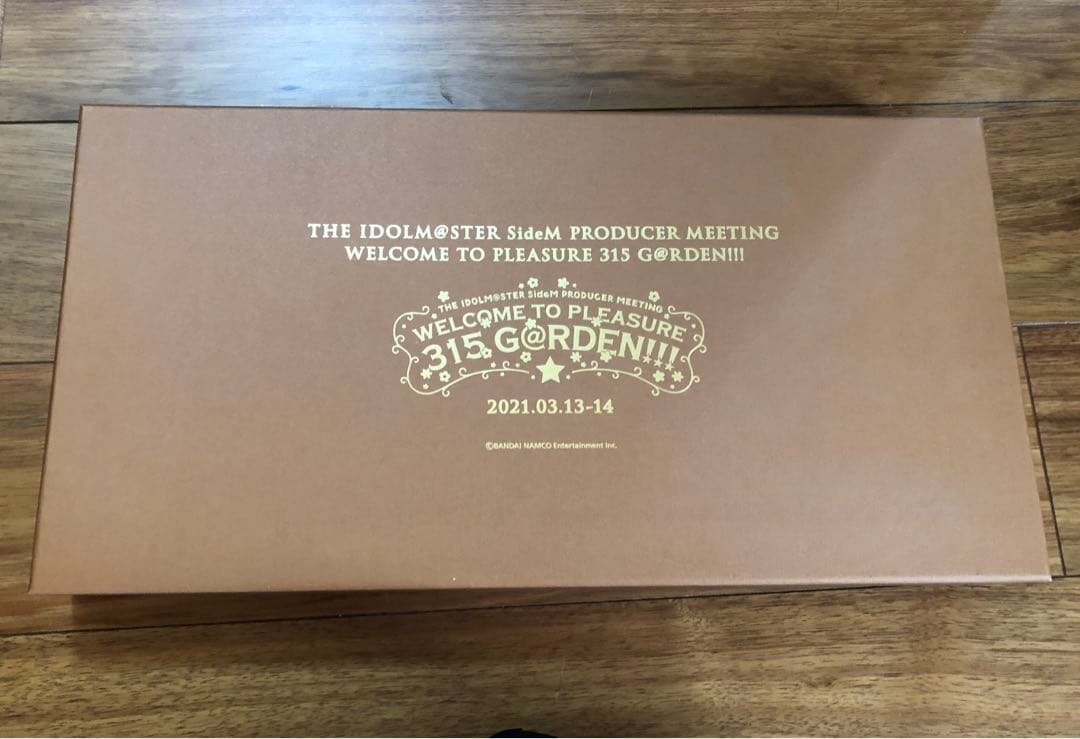 THE IDOLM@STER SideM PRODUCER MEETING
WELCOME TO PLEASURE 315 G@RDEN!!!
THE IDOLM@STER SideM PRODUCER MEETING
WELCOME TO PLEASURE
315 G@RDEN!!!
2021.03.13-14
©BANDAI NAMCO Entertainment Inc.